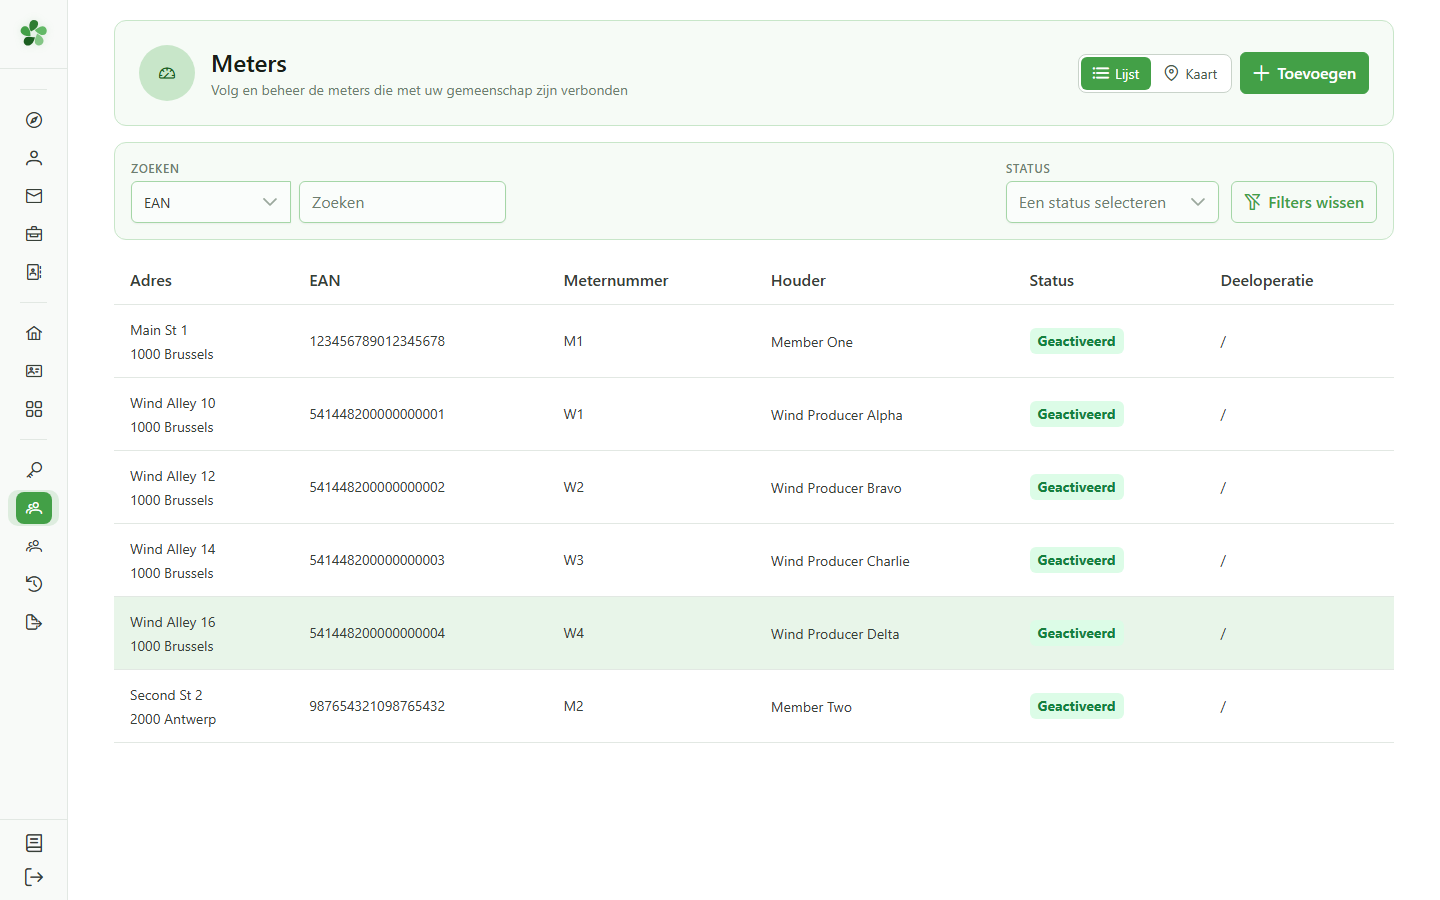 Meters
Volg en beheer de meters die met uw gemeenschap zijn verbonden
Lijst
Kaart
Toevoegen
ZOEKEN
EAN
Zoeken
STATUS
Een status selecteren
Filters wissen
Adres EAN Meternummer Houder Status Deeloperatie
Main St 1
1000 Brussels
123456789012345678 M1 Member One Geactiveerd /
Wind Alley 10
1000 Brussels
541448200000000001 W1 Wind Producer Alpha Geactiveerd /
Wind Alley 12
1000 Brussels
541448200000000002 W2 Wind Producer Bravo Geactiveerd /
Wind Alley 14
1000 Brussels
541448200000000003 W3 Wind Producer Charlie Geactiveerd /
Wind Alley 16
1000 Brussels
541448200000000004 W4 Wind Producer Delta Geactiveerd /
Second St 2
2000 Antwerp
987654321098765432 M2 Member Two Geactiveerd /